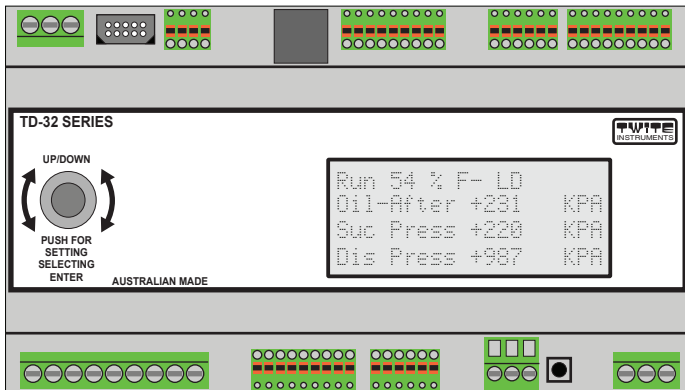 TD-32 SERIES
TWITE
INSTRUMENTS
UP/DOWN
PUSH FOR
SETTING
SELECTING
ENTER
AUSTRALIAN MADE
Run 54 % F- LD
Oil-After +231 KPA
Suc Press +220 KPA
Dis Press +987 KPA